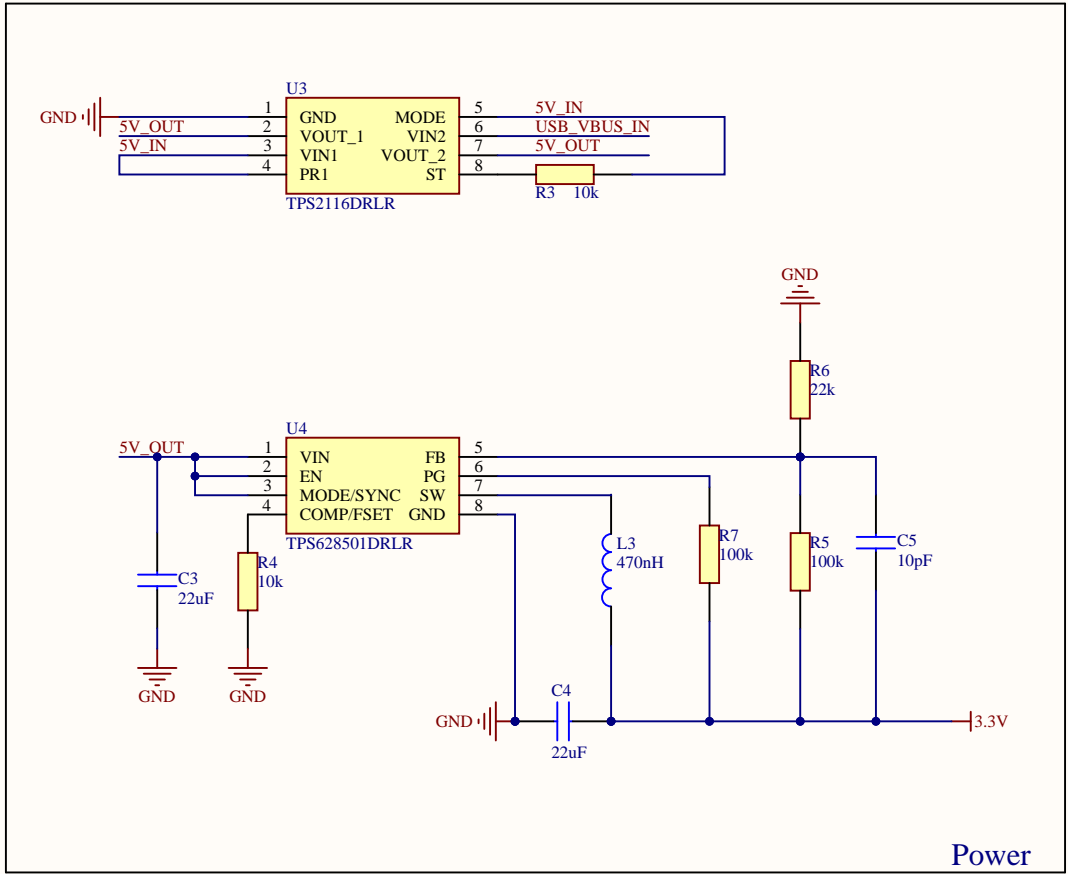 U3
GND
1 GND MODE 5 5V_IN
5V_OUT 2 VOUT_1 VIN2 6 USB_VBUS_IN
5V_IN 3 VIN1 VOUT_2 7 5V_OUT
4 PR1 ST 8
R3 10k
TPS2116DRLR
GND
R6
22k
U4
5V_OUT 1 VIN FB 5
2 EN PG 6
3 MODE/SYNC SW 7
4 COMP/FSET GND 8
TPS628501DRLR
C3
22uF
R4
10k
L3
470nH
R7
100k
R5
100k
C5
10pF
GND
GND
C4
GND
22uF
3.3V
Power